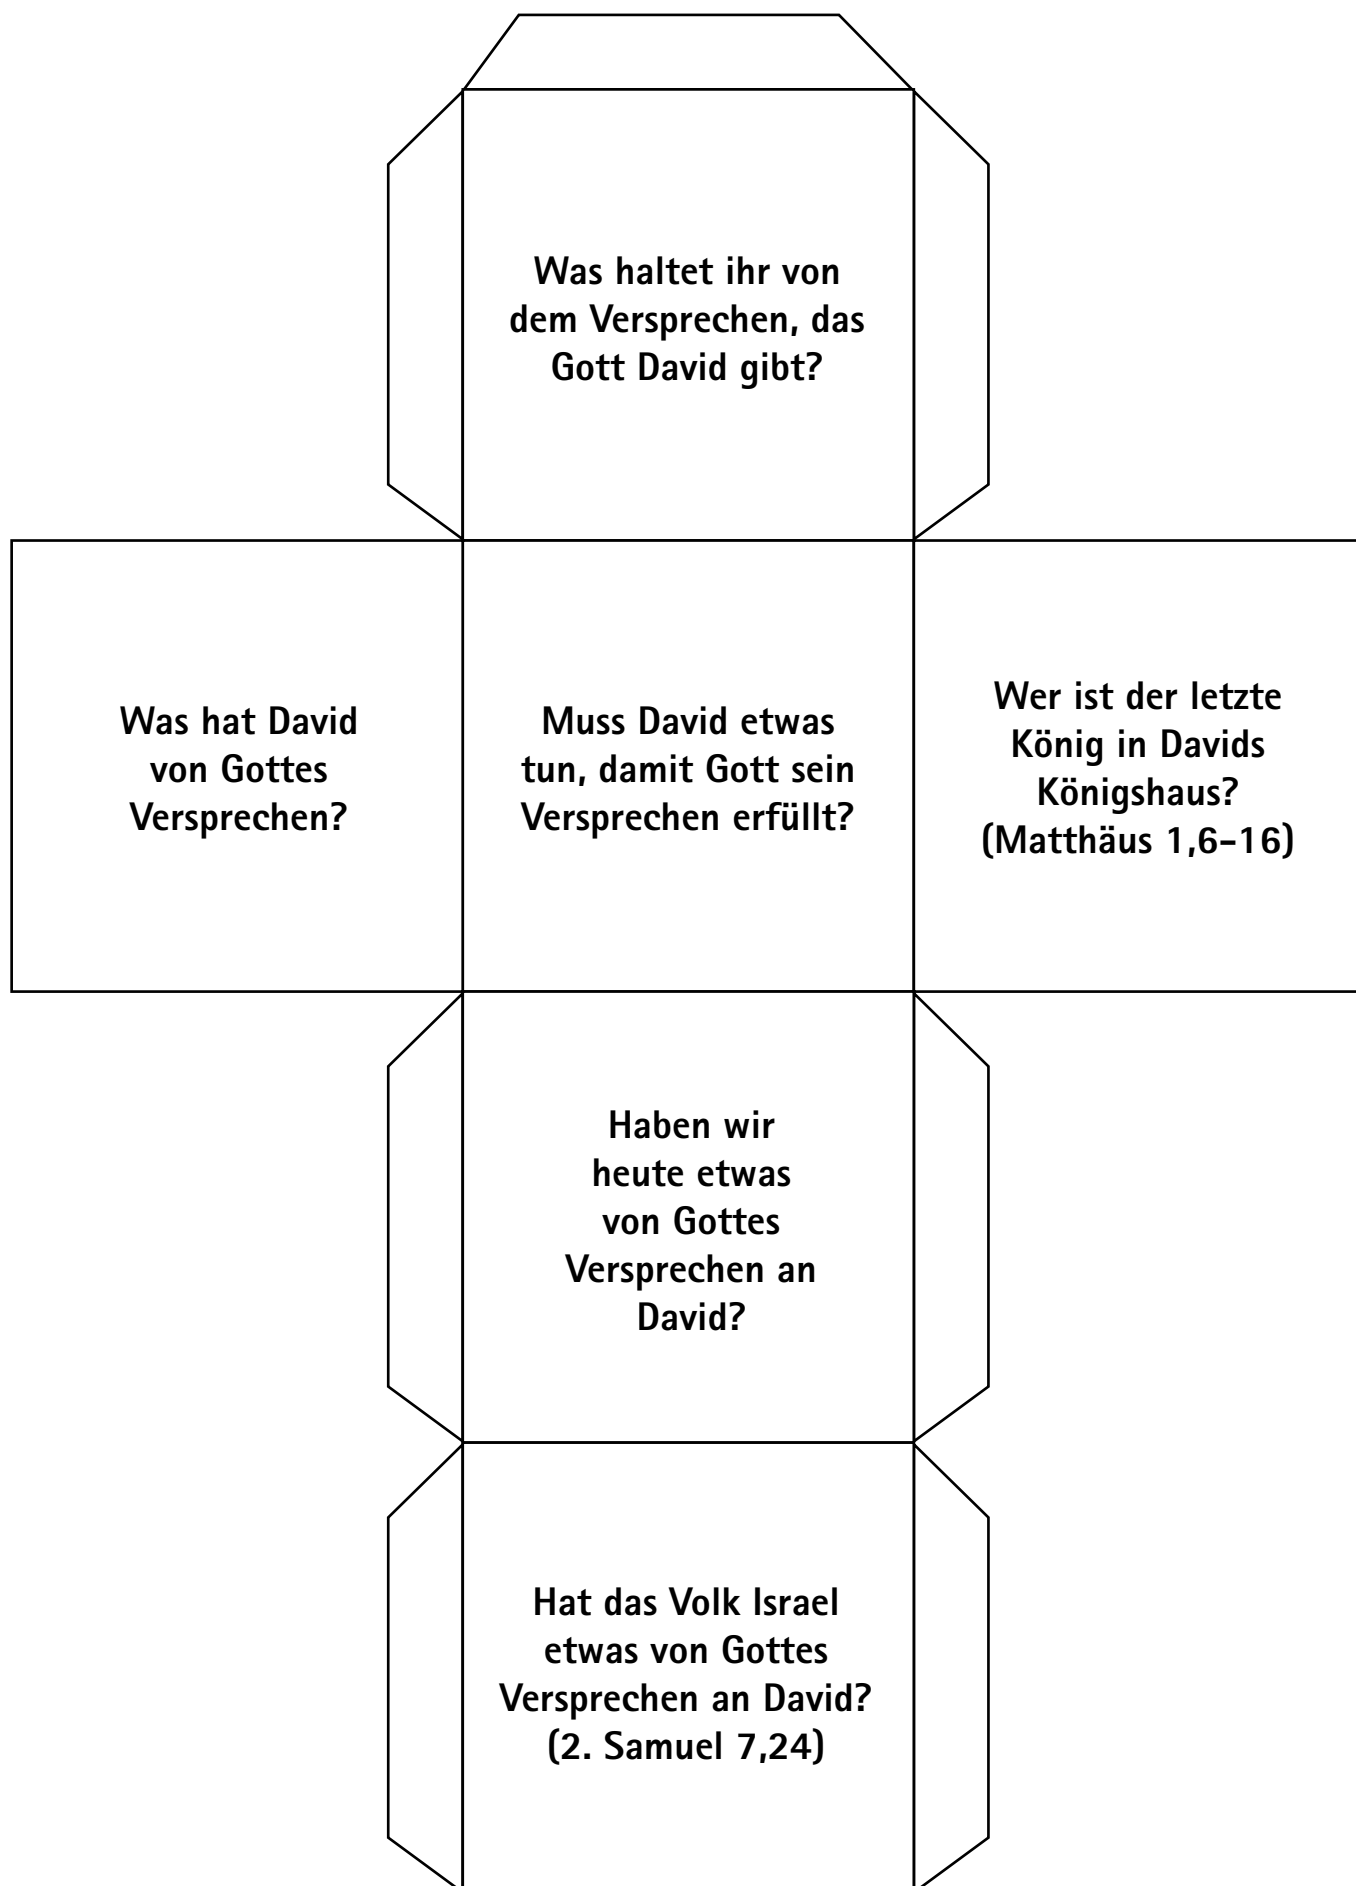 Was haltet ihr von
dem Versprechen, das
Gott David gibt?
Was hat David
von Gottes
Versprechen?
Muss David etwas
tun, damit Gott sein
Versprechen erfüllt?
Wer ist der letzte
König in Davids
Königshaus?
(Matthäus 1,6–16)
Haben wir
heute etwas
von Gottes
Versprechen an
David?
Hat das Volk Israel
etwas von Gottes
Versprechen an David?
(2. Samuel 7,24)